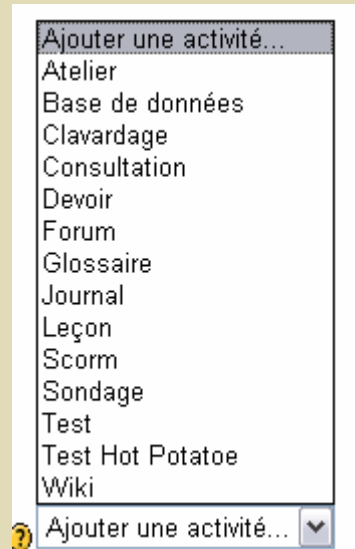 Ajouter une activité...
Atelier
Base de données
Clavardage
Consultation
Devoir
Forum
Glossaire
Journal
Leçon
Scorm
Sondage
Test
Test Hot Potatoe
Wiki
? Ajouter une activité...